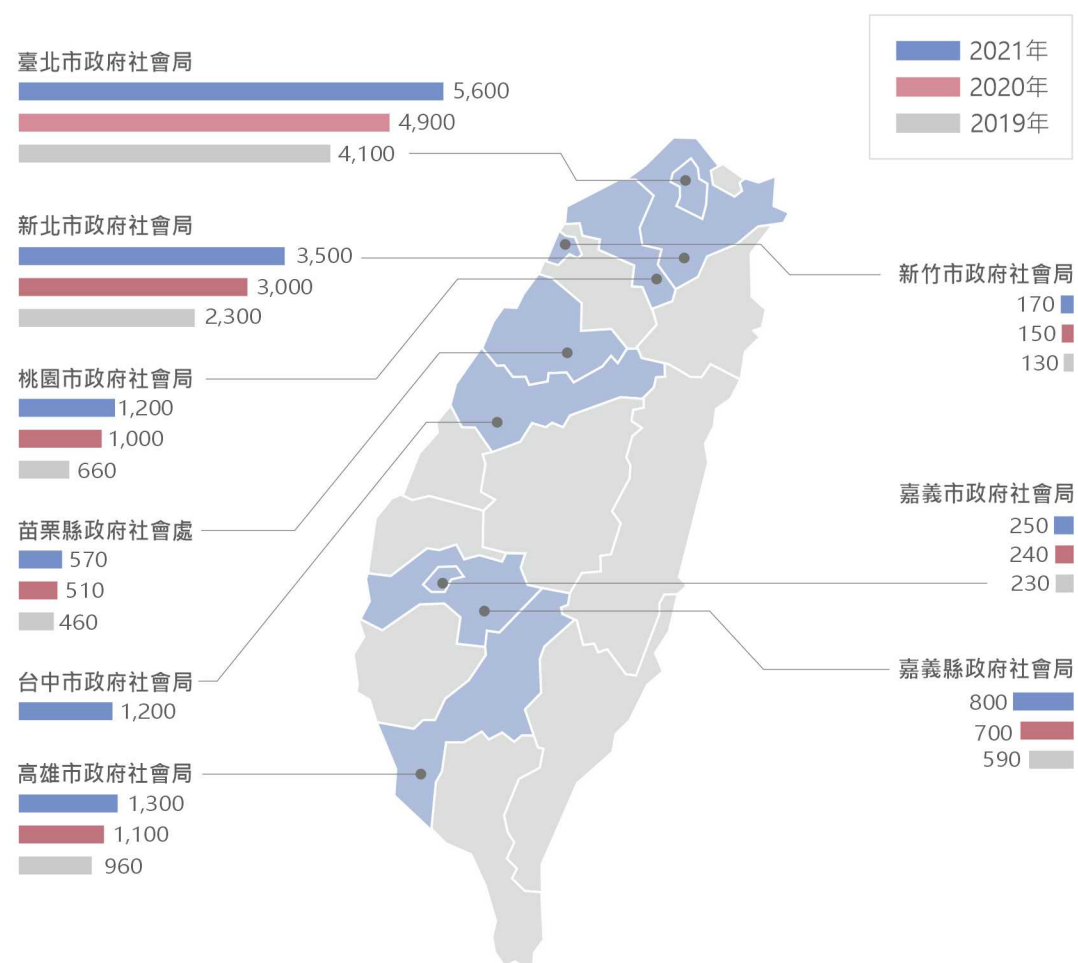 臺北市政府社會局
5,600
4,900
4,100
新北市政府社會局
3,500
3,000
2,300
桃園市政府社會局
1,200
1,000
660
苗栗縣政府社會處
570
510
460
台中市政府社會局
1,200
高雄市政府社會局
1,300
1,100
960
2021年
2020年
2019年
新竹市政府社會局
170
150
130
嘉義市政府社會局
250
240
230
嘉義縣政府社會局
800
700
590